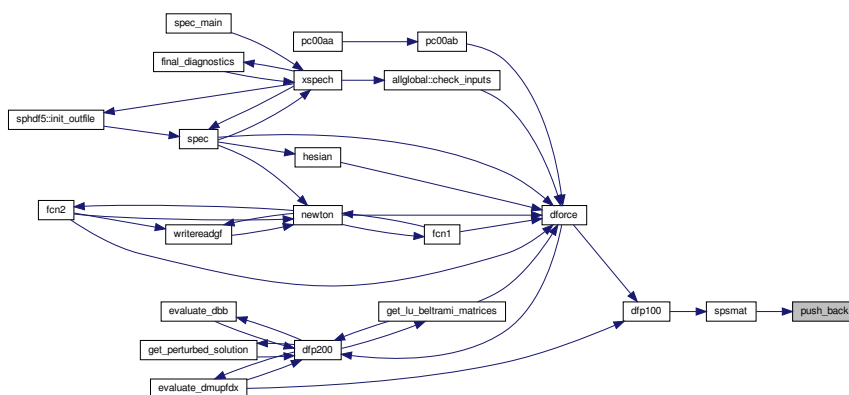 spec_main
pc00aa
pc00ab
final_diagnostics
xspech
allglobal::check_inputs
sphdf5::init_outfile
spec
hesian
fcn2
newton
dforce
writereadgf
fcn1
evaluate_dbb
get_lu_beltrami_matrices
dfp100
spsmat
push_back
get_perturbed_solution
dfp200
evaluate_dmupfdx